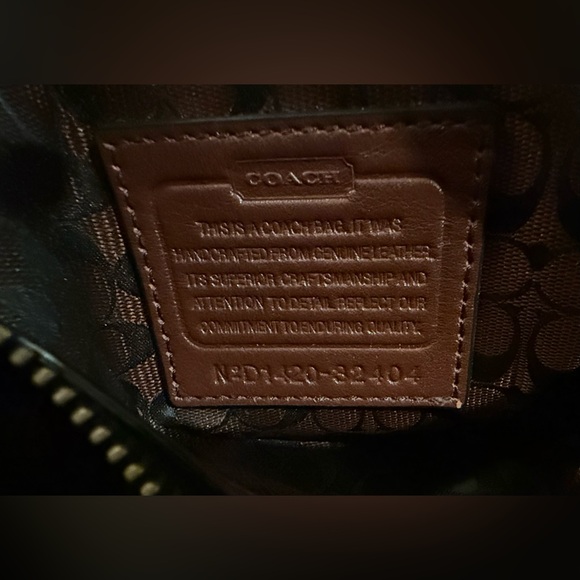 COACH
THIS IS A COACH BAG. IT WAS
HANDCRAFTED FROM GENUINE LEATHER.
ITS SUPERIOR CRAFTSMANSHIP AND
ATTENTION TO DETAIL REFLECT OUR
COMMITMENT TO ENDURING QUALITY.
Nº D1420-32404